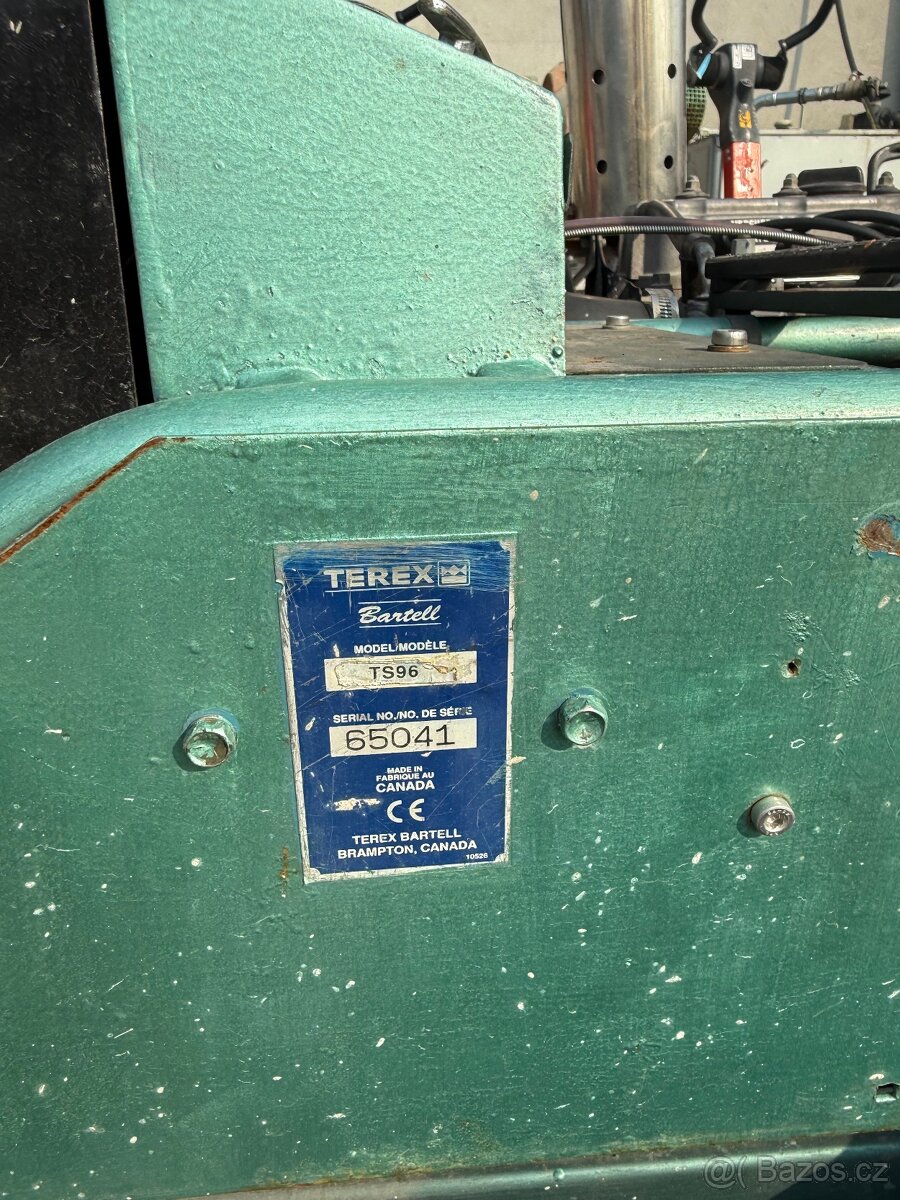 TEREX
Bartell
MODEL/MODÈLE
TS96
SERIAL NO./NO. DE SÉRIE
65041
MADE IN
FABRIQUE AU
CANADA
CE
TEREX BARTELL
BRAMPTON, CANADA
10526
@( Bazos.cz